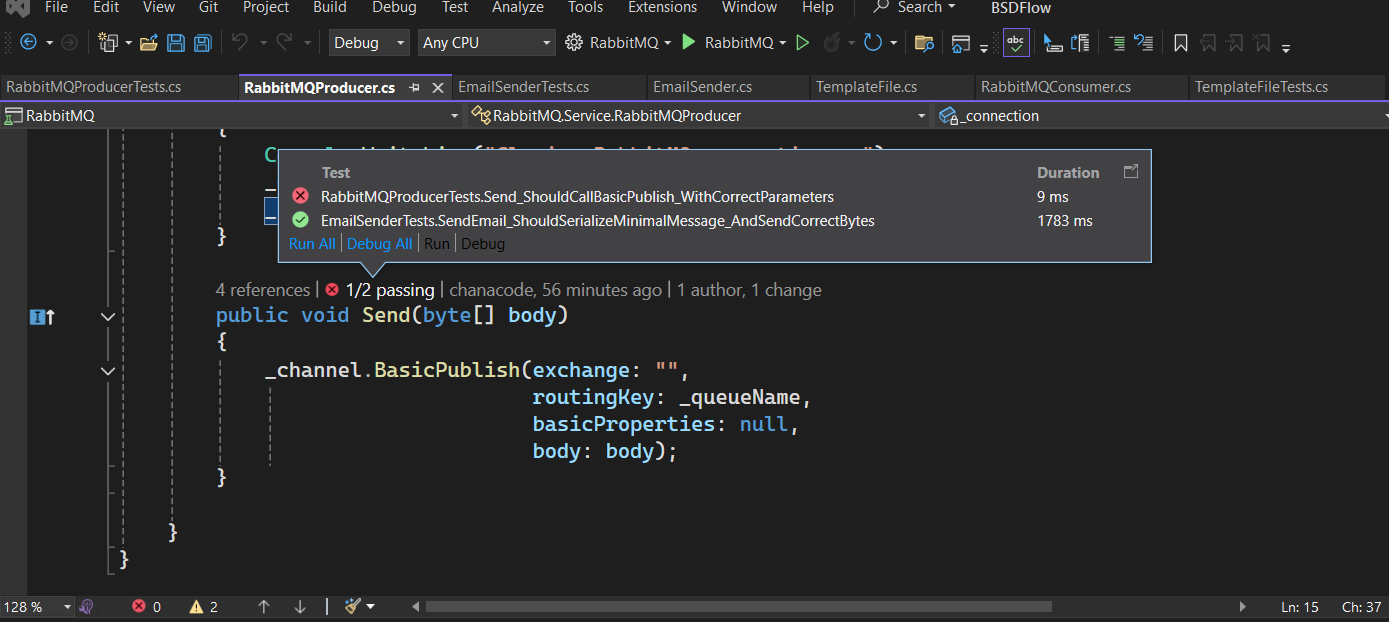 File Edit View Git Project Build Debug Test Analyze Tools Extensions Window Help Search BSDFlow
Debug Any CPU RabbitMQ RabbitMQ abc
RabbitMQProducerTests.cs RabbitMQProducer.cs EmailSenderTests.cs EmailSender.cs TemplateFile.cs RabbitMQConsumer.cs TemplateFileTests.cs
RabbitMQ RabbitMQ.Service.RabbitMQProducer _connection
{
Test Duration
RabbitMQProducerTests.Send_ShouldCallBasicPublish_WithCorrectParameters 9 ms
EmailSenderTests.SendEmail_ShouldSerializeMinimalMessage_AndSendCorrectBytes 1783 ms
Run All | Debug All | Run | Debug
}
4 references | 1/2 passing | chanacode, 56 minutes ago | 1 author, 1 change
public void Send(byte[] body)
{
_channel.BasicPublish(exchange: "",
routingKey: _queueName,
basicProperties: null,
body: body);
}
}
}
128 % 0 2 Ln: 15 Ch: 37